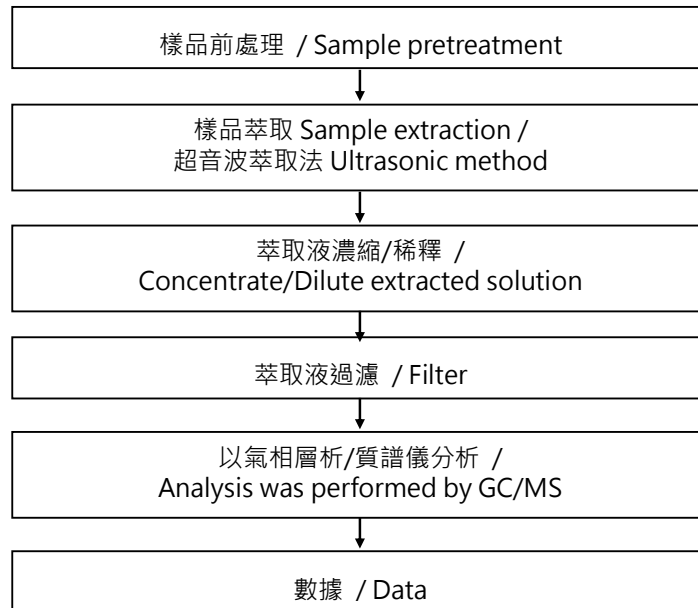 樣品前處理 / Sample pretreatment
樣品萃取 Sample extraction /
超音波萃取法 Ultrasonic method
萃取液濃縮/稀釋 /
Concentrate/Dilute extracted solution
萃取液過濾 / Filter
以氣相層析/質譜儀分析 /
Analysis was performed by GC/MS
數據 / Data